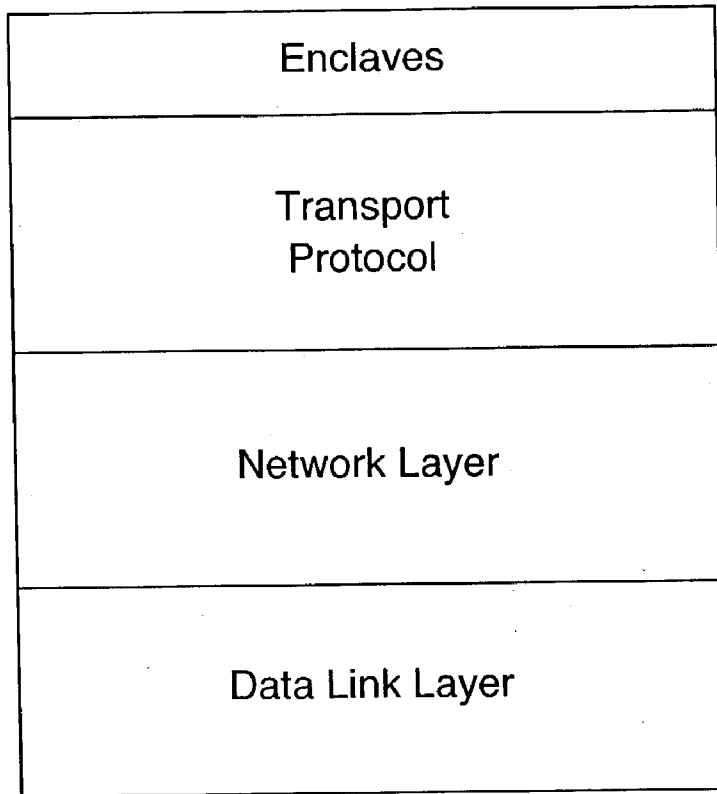 Enclaves
Transport
Protocol
Network Layer
Data Link Layer